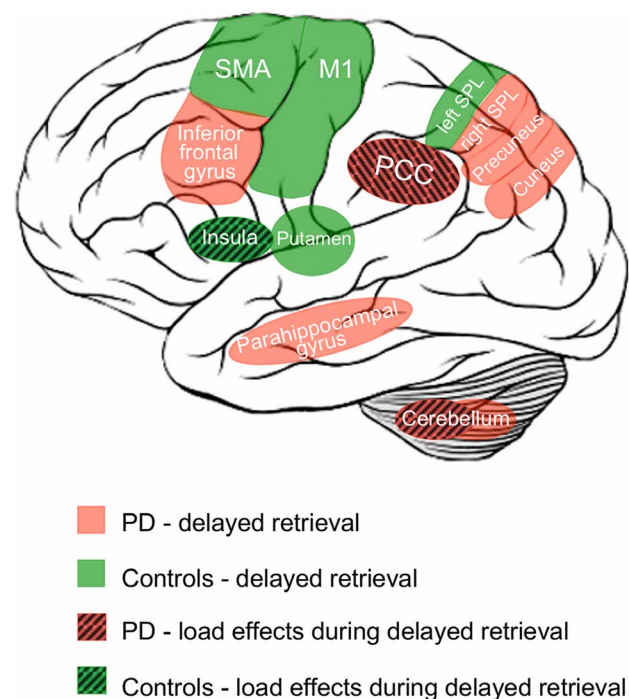 SMA
M1
left SPL
right SPL
Precuneus
Cuneus
Inferior
frontal
gyrus
PCC
Insula
Putamen
Parahippocampal
gyrus
Cerebellum
PD - delayed retrieval
Controls - delayed retrieval
PD - load effects during delayed retrieval
Controls - load effects during delayed retrieval